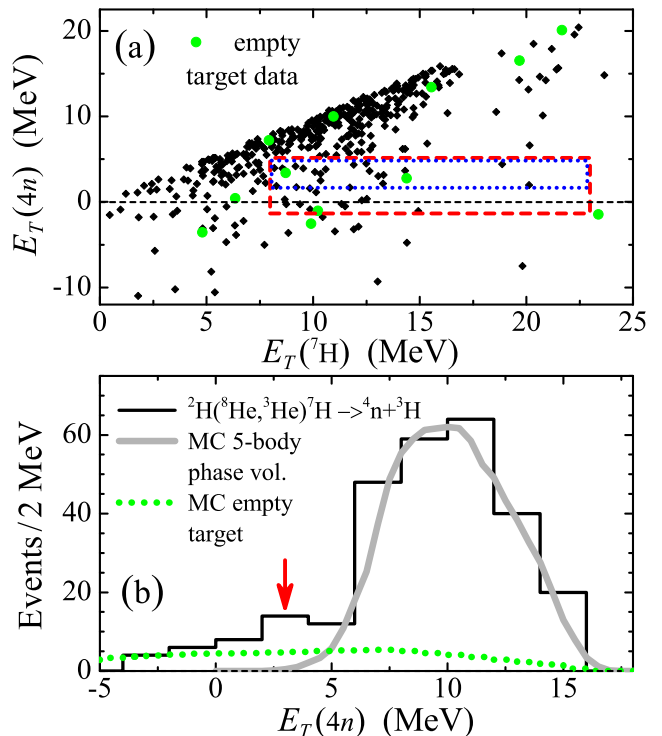 (a)
empty
target data
E_T(4n) (MeV)
20
10
0
-10
0 5 10 15 20 25
E_T(⁷H) (MeV)
(b)
²H(⁸He,³He)⁷H –>⁴n+³H
MC 5-body
phase vol.
MC empty
target
Events/2 MeV
60
40
20
0
-5 0 5 10 15
E_T(4n) (MeV)